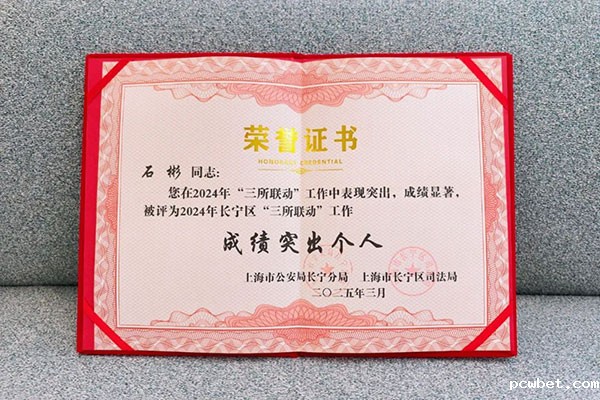 荣誉证书
HONORARY CREDENTIAL
石彬 同志:
您在2024年“三所联动”工作中表现突出，成绩显著，
被评为2024年长宁区“三所联动”工作
成绩突出个人
上海市公安局长宁分局 上海市长宁区司法局
二〇二五年三月
pcwbet.com